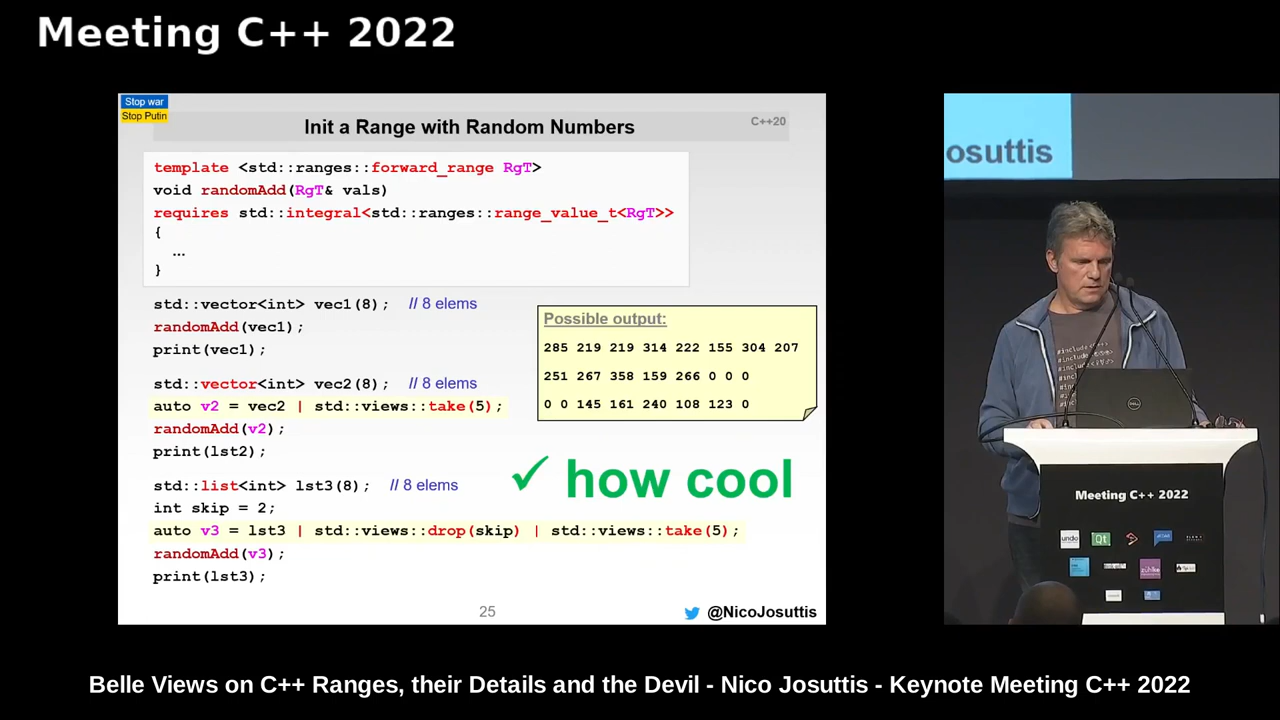 Meeting C++ 2022
Stop war
Stop Putin
Init a Range with Random Numbers
C++20
template <std::ranges::forward_range RgT>
void randomAdd(RgT& vals)
requires std::integral<std::ranges::range_value_t<RgT>>
{
...
}
std::vector<int> vec1(8); // 8 elems
randomAdd(vec1);
print(vec1);
std::vector<int> vec2(8); // 8 elems
auto v2 = vec2 | std::views::take(5);
randomAdd(v2);
print(lst2);
std::list<int> lst3(8); // 8 elems
int skip = 2;
auto v3 = lst3 | std::views::drop(skip) | std::views::take(5);
randomAdd(v3);
print(lst3);
Possible output:
285 219 219 314 222 155 304 207
251 267 358 159 266 0 0 0
0 0 145 161 240 108 123 0
✓ how cool
25
@NicoJosuttis
osuttis
DELL
Meeting C++ 2022
undo
Qt
zühlke
Belle Views on C++ Ranges, their Details and the Devil - Nico Josuttis - Keynote Meeting C++ 2022